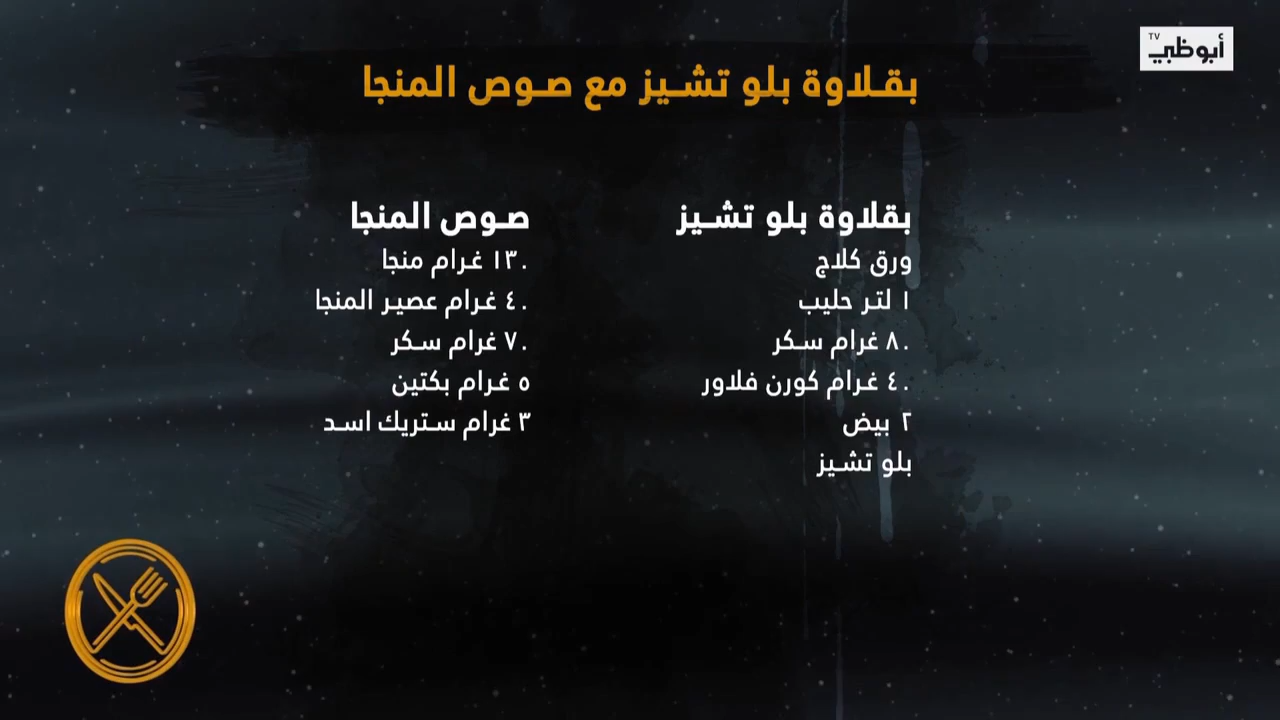 أبوظبي TV
بقلاوة بلو تشيز مع صوص المنجا
بقلاوة بلو تشيز
ورق كلاج
١ لتر حليب
٨٠ غرام سكر
٤٠ غرام كورن فلاور
٢ بيض
بلو تشيز
صوص المنجا
١٣٠ غرام منجا
٤٠ غرام عصير المنجا
٧٠ غرام سكر
٥ غرام بكتين
٣ غرام ستريك اسد